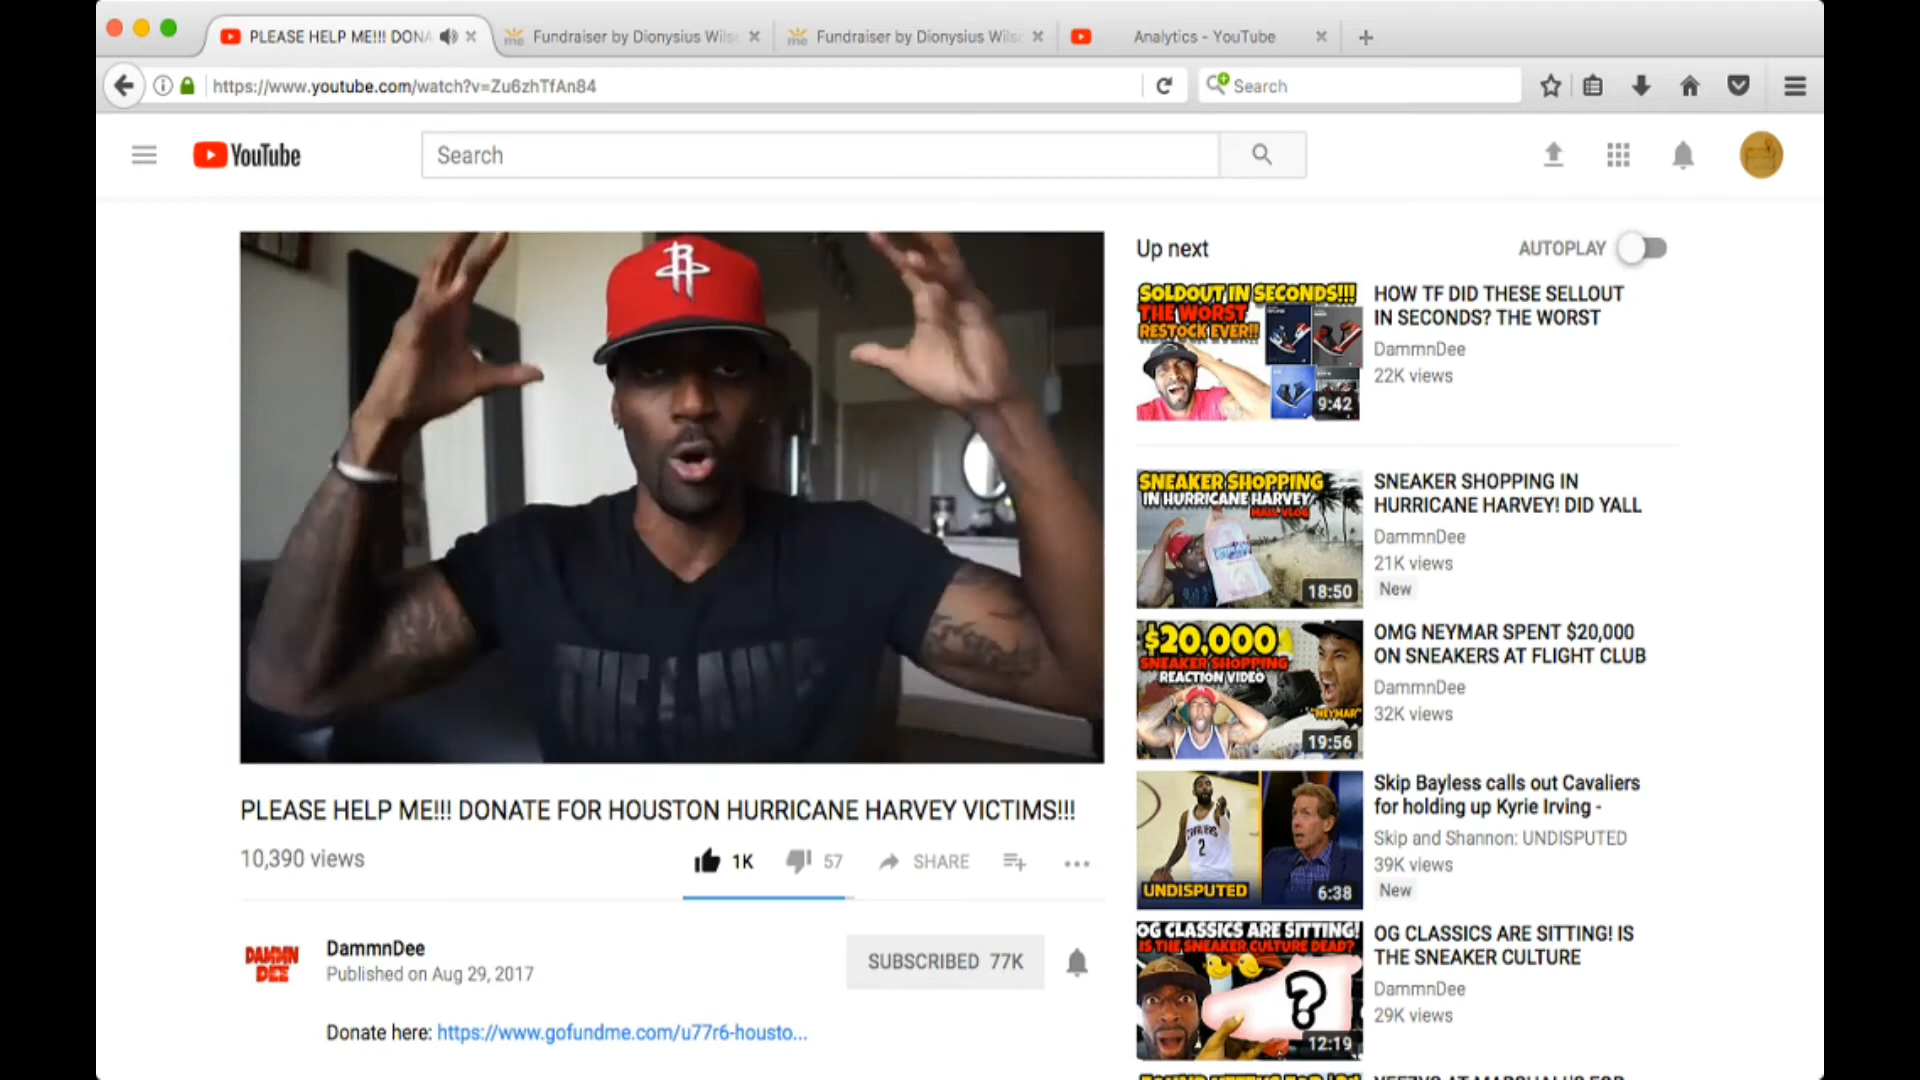 PLEASE HELP ME!!! DONA
Fundraiser by Dionysius Wils
Fundraiser by Dionysius Wils
Analytics - YouTube
https://www.youtube.com/watch?v=Zu6zhTfAn84
Search
YouTube
Search
Up next
AUTOPLAY
SOLDOUT IN SECONDS!!!
THE WORST
RESTOCK EVER!!
9:42
HOW TF DID THESE SELLOUT
IN SECONDS? THE WORST
DammnDee
22K views
SNEAKER SHOPPING
IN HURRICANE HARVEY
MALL VLOG
18:50
SNEAKER SHOPPING IN
HURRICANE HARVEY! DID YALL
DammnDee
21K views
New
$20,000
SNEAKER SHOPPING
REACTION VIDEO
"NEYMAR"
19:56
OMG NEYMAR SPENT $20,000
ON SNEAKERS AT FLIGHT CLUB
DammnDee
32K views
CAVALIERS
2
UNDISPUTED
6:38
Skip Bayless calls out Cavaliers
for holding up Kyrie Irving -
Skip and Shannon: UNDISPUTED
39K views
New
OG CLASSICS ARE SITTING!
IS THE SNEAKER CULTURE DEAD?
?
12:19
OG CLASSICS ARE SITTING! IS
THE SNEAKER CULTURE
DammnDee
29K views
R
PLEASE HELP ME!!! DONATE FOR HOUSTON HURRICANE HARVEY VICTIMS!!!
10,390 views
1K
57
SHARE
DAMMN
DEE
DammnDee
Published on Aug 29, 2017
SUBSCRIBED 77K
Donate here: https://www.gofundme.com/u77r6-housto...